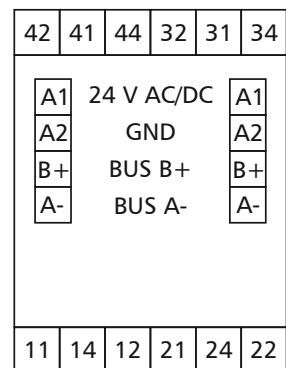 42 41 44 32 31 34
A1 24 V AC/DC A1
A2 GND A2
B+ BUS B+ B+
A- BUS A- A-
11 14 12 21 24 22